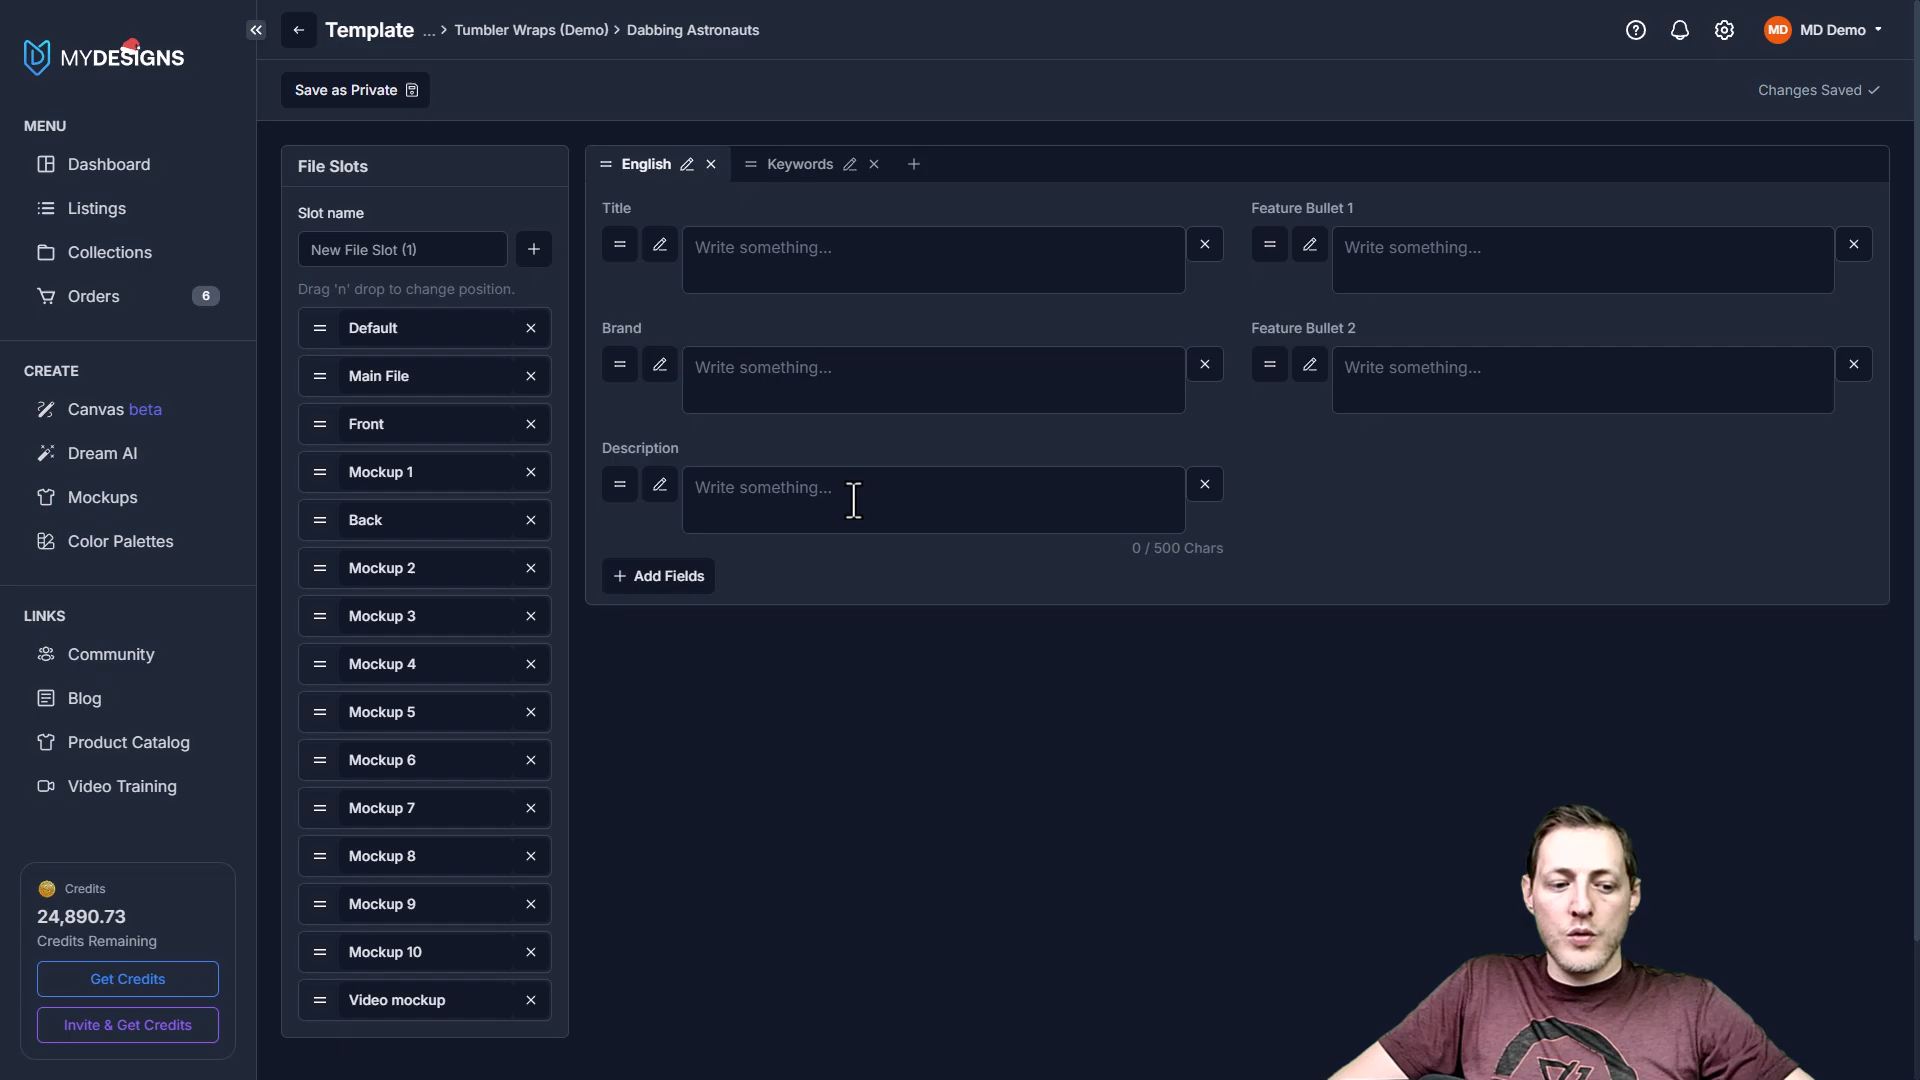 MYDESIGNS
MENU
Dashboard
Listings
Collections
Orders 6
CREATE
Canvas beta
Dream AI
Mockups
Color Palettes
LINKS
Community
Blog
Product Catalog
Video Training
Credits
24,890.73
Credits Remaining
Get Credits
Invite & Get Credits
Template ... > Tumbler Wraps (Demo) > Dabbing Astronauts
MD MD Demo
Save as Private
Changes Saved
File Slots
Slot name
New File Slot (1)
Drag 'n' drop to change position.
Default
Main File
Front
Mockup 1
Back
Mockup 2
Mockup 3
Mockup 4
Mockup 5
Mockup 6
Mockup 7
Mockup 8
Mockup 9
Mockup 10
Video mockup
English Keywords
Title
Write something...
Brand
Write something...
Description
Write something...
0 / 500 Chars
+ Add Fields
Feature Bullet 1
Write something...
Feature Bullet 2
Write something...